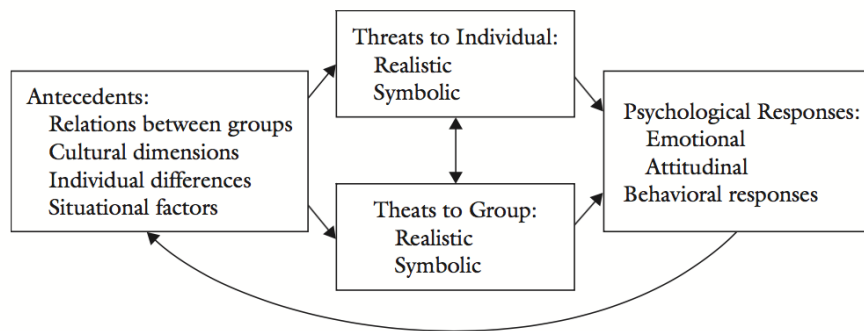 Antecedents:
Relations between groups
Cultural dimensions
Individual differences
Situational factors
Threats to Individual:
Realistic
Symbolic
Theats to Group:
Realistic
Symbolic
Psychological Responses:
Emotional
Attitudinal
Behavioral responses